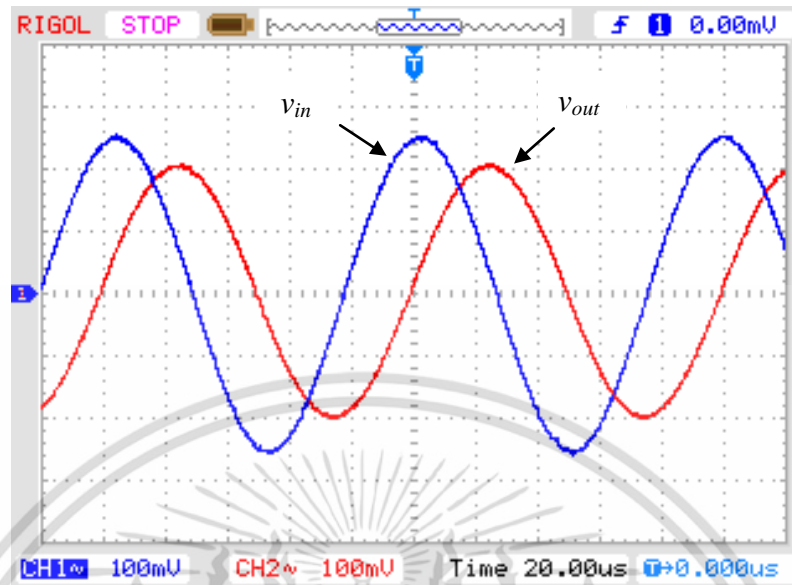 RIGOL STOP T f 1 0.00mV
T
v_in
v_out
1
CH1~ 100mV CH2~ 100mV Time 20.00us T→0.000us